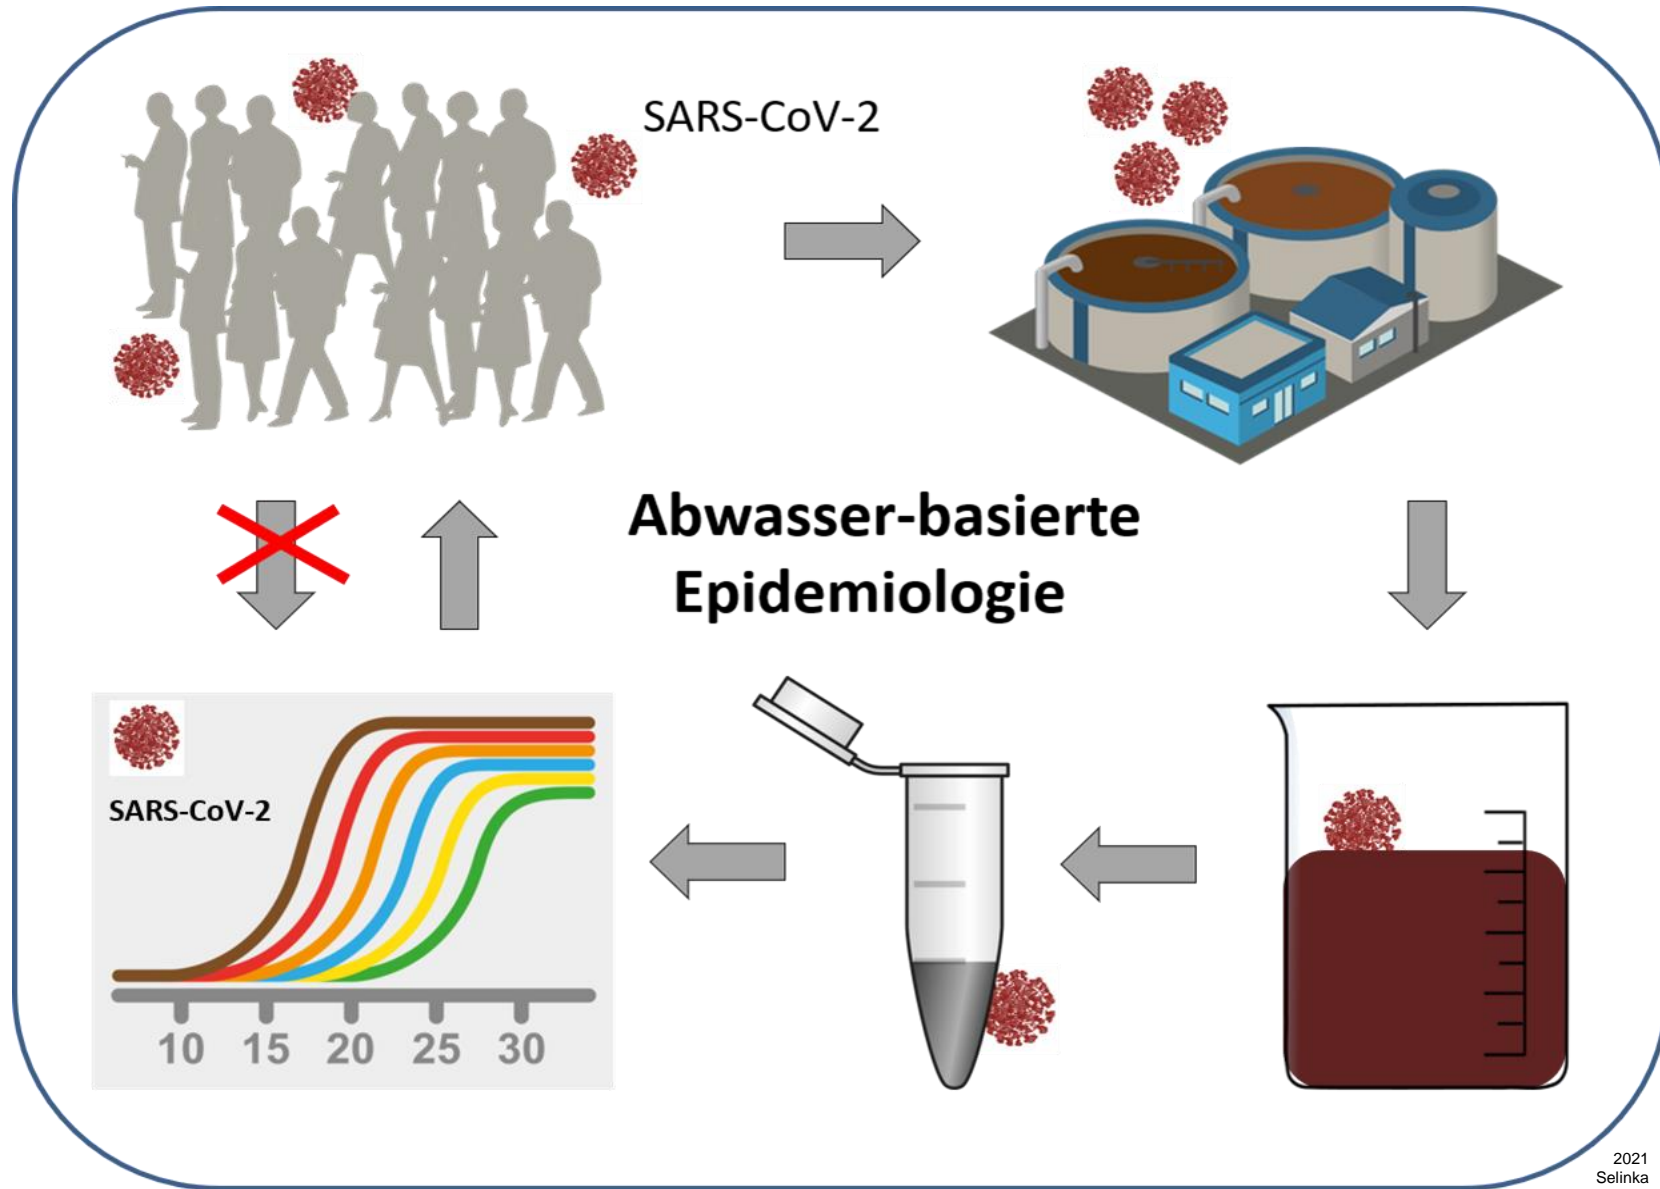 SARS-CoV-2
Abwasser-basierte
Epidemiologie
SARS-CoV-2
10 15 20 25 30
2021
Selinka